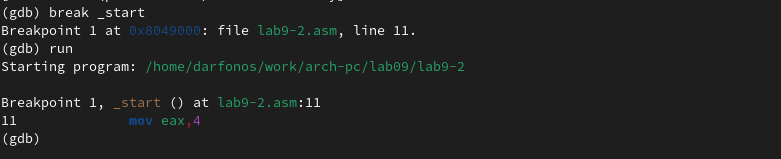 (gdb) break _start
Breakpoint 1 at 0x8049000: file lab9-2.asm, line 11.
(gdb) run
Starting program: /home/darfonos/work/arch-pc/lab09/lab9-2
Breakpoint 1, _start () at lab9-2.asm:11
11 mov eax,4
(gdb)